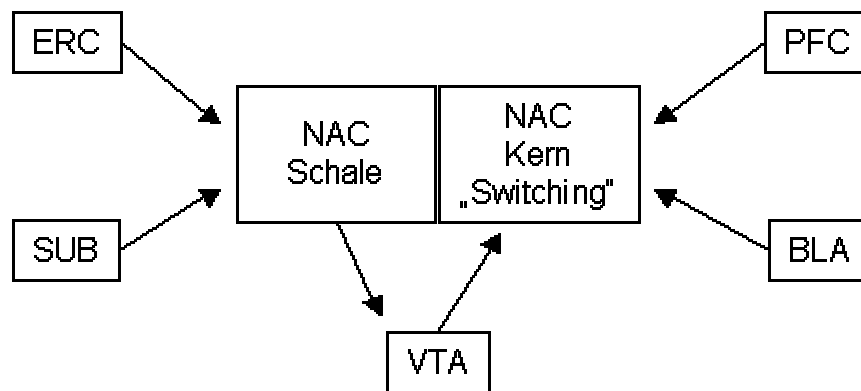 ERC
PFC
NAC
Schale
NAC
Kern
„Switching"
SUB
BLA
VTA